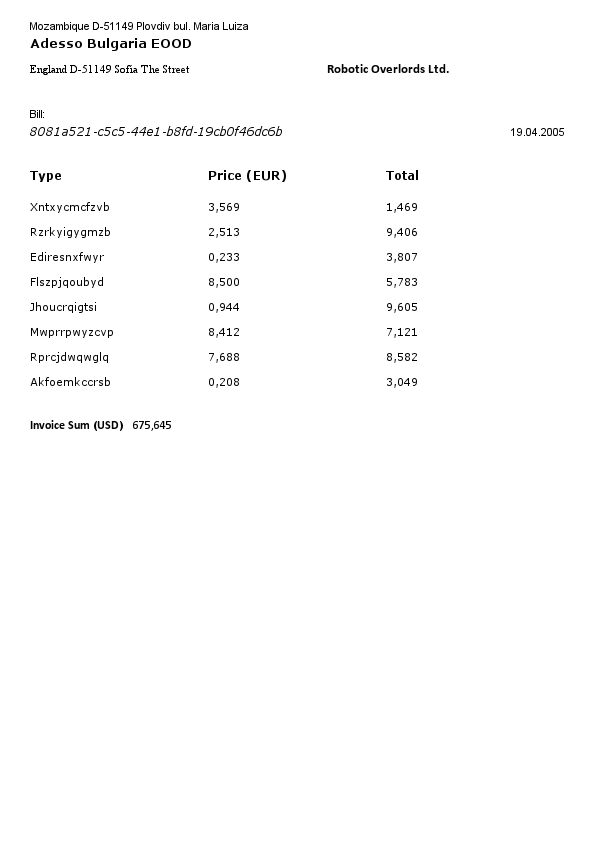 Mozambique D-51149 Plovdiv bul. Maria Luiza
Adesso Bulgaria EOOD
England D-51149 Sofia The Street
Robotic Overlords Ltd.
Bill:
8081a521-c5c5-44e1-b8fd-19cb0f46dc6b
19.04.2005
Type Price (EUR) Total
Xntxycmcfzvb 3,569 1,469
Rzrkyigygmzb 2,513 9,406
Ediresnxfwyr 0,233 3,807
Flszpjqoubyd 8,500 5,783
Jhoucrqigtsi 0,944 9,605
Mwprrpwyzcvp 8,412 7,121
Rprcjdwqwglq 7,688 8,582
Akfoemkccrsb 0,208 3,049
Invoice Sum (USD) 675,645